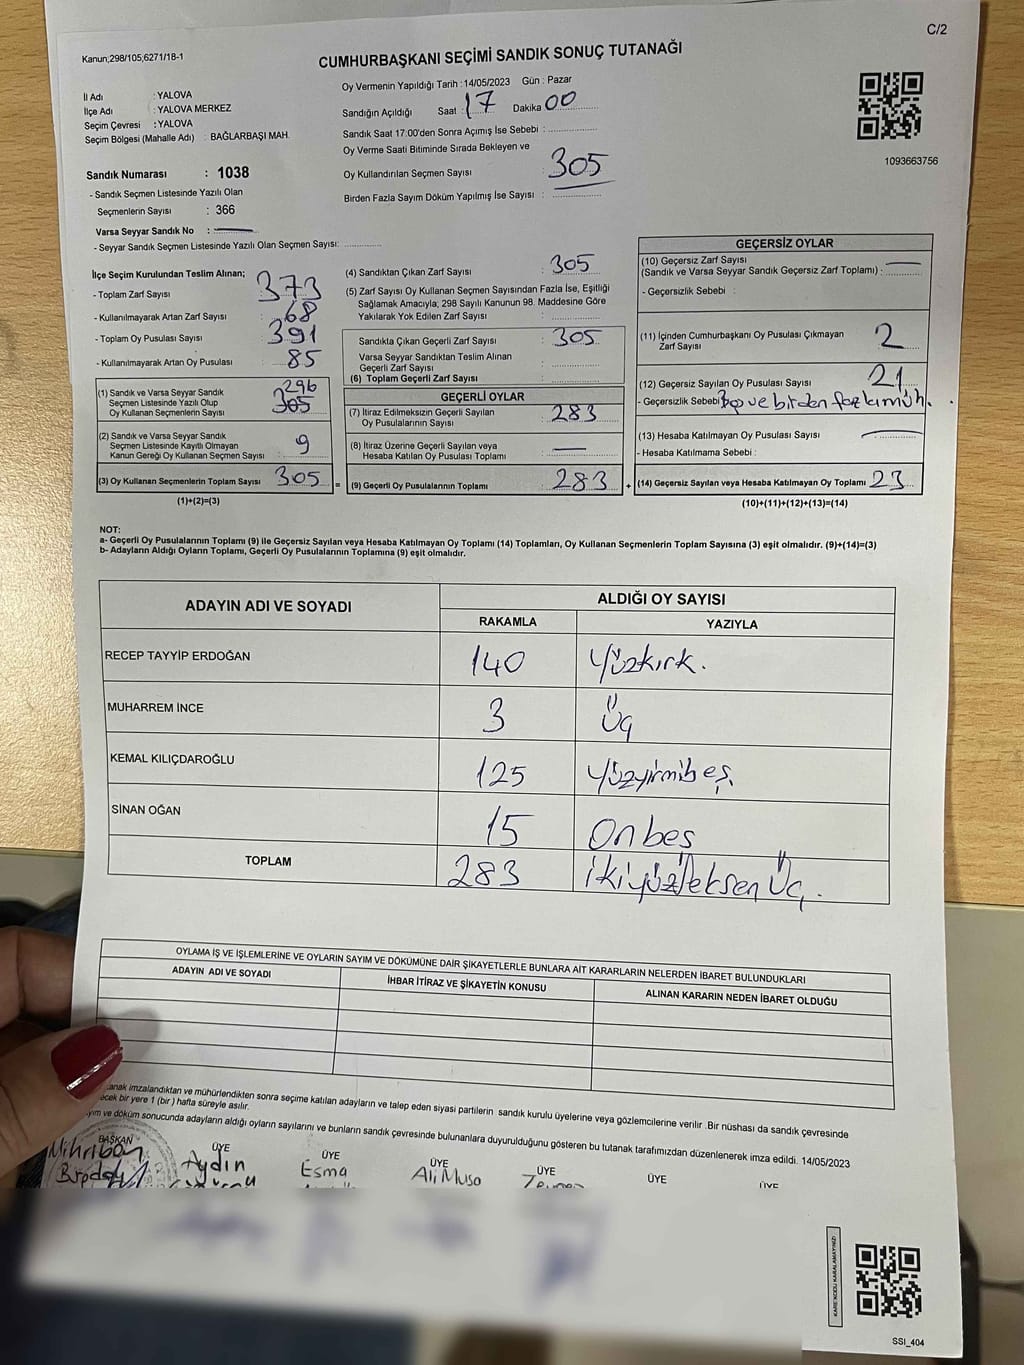 C/2
Kanun;298/105;6271/18-1
CUMHURBAŞKANI SEÇİMİ SANDIK SONUÇ TUTANAĞI
İl Adı : YALOVA
İlçe Adı : YALOVA MERKEZ
Seçim Çevresi : YALOVA
Seçim Bölgesi (Mahalle Adı) : BAĞLARBAŞI MAH.
Sandık Numarası : 1038
- Sandık Seçmen Listesinde Yazılı Olan
Seçmenlerin Sayısı : 366
Varsa Seyyar Sandık No :
- Seyyar Sandık Seçmen Listesinde Yazılı Olan Seçmen Sayısı:
Oy Vermenin Yapıldığı Tarih : 14/05/2023 Gün : Pazar
Sandığın Açıldığı Saat : 17 Dakika 00
Sandık Saat 17:00'den Sonra Açımış İse Sebebi :
Oy Verme Saati Bitiminde Sırada Bekleyen ve
Oy Kullandırılan Seçmen Sayısı : 305
Birden Fazla Sayım Döküm Yapılmış İse Sayısı :
1093663756
İlçe Seçim Kurulundan Teslim Alınan;
- Toplam Zarf Sayısı : 373
- Kullanılmayarak Artan Zarf Sayısı : 68
- Toplam Oy Pusulası Sayısı : 391
- Kullanılmayarak Artan Oy Pusulası : 85
(1) Sandık ve Varsa Seyyar Sandık 296
Seçmen Listesinde Yazılı Olup 305
Oy Kullanan Seçmenlerin Sayısı
(2) Sandık ve Varsa Seyyar Sandık
Seçmen Listesinde Kayıtlı Olmayan 9
Kanun Gereği Oy Kullanan Seçmen Sayısı
(3) Oy Kullanan Seçmenlerin Toplam Sayısı 305
(1)+(2)=(3)
=
(4) Sandıktan Çıkan Zarf Sayısı : 305
(5) Zarf Sayısı Oy Kullanan Seçmen Sayısından Fazla İse, Eşitliği
Sağlamak Amacıyla; 298 Sayılı Kanunun 98. Maddesine Göre
Yakılarak Yok Edilen Zarf Sayısı :
Sandıkta Çıkan Geçerli Zarf Sayısı : 305
Varsa Seyyar Sandıktan Teslim Alınan
Geçerli Zarf Sayısı :
(6) Toplam Geçerli Zarf Sayısı :
GEÇERLİ OYLAR
(7) İtiraz Edilmeksizin Geçerli Sayılan
Oy Pusulalarının Sayısı : 283
(8) İtiraz Üzerine Geçerli Sayılan veya
Hesaba Katılan Oy Pusulası Toplamı :
(9) Geçerli Oy Pusulalarının Toplamı : 283
+
GEÇERSİZ OYLAR
(10) Geçersiz Zarf Sayısı
(Sandık ve Varsa Seyyar Sandık Geçersiz Zarf Toplamı) :
- Geçersizlik Sebebi :
(11) İçinden Cumhurbaşkanı Oy Pusulası Çıkmayan
Zarf Sayısı : 2
(12) Geçersiz Sayılan Oy Pusulası Sayısı : 21
- Geçersizlik Sebebi Boş ve birden fazla müh.
(13) Hesaba Katılmayan Oy Pusulası Sayısı :
- Hesaba Katılmama Sebebi :
(14) Geçersiz Sayılan veya Hesaba Katılmayan Oy Toplamı 23
(10)+(11)+(12)+(13)=(14)
NOT:
a- Geçerli Oy Pusulalarının Toplamı (9) ile Geçersiz Sayılan veya Hesaba Katılmayan Oy Toplamı (14) Toplamları, Oy Kullanan Seçmenlerin Toplam Sayısına (3) eşit olmalıdır. (9)+(14)=(3)
b- Adayların Aldığı Oyların Toplamı, Geçerli Oy Pusulalarının Toplamına (9) eşit olmalıdır.
ADAYIN ADI VE SOYADI ALDIĞI OY SAYISI
RAKAMLA YAZIYLA
RECEP TAYYİP ERDOĞAN 140 Yüzkırk.
MUHARREM İNCE 3 Üç
KEMAL KILIÇDAROĞLU 125 Yüzyirmibeş
SİNAN OĞAN 15 Onbeş
TOPLAM 283 ikiyüzseksen Üç.
OYLAMA İŞ VE İŞLEMLERİNE VE OYLARIN SAYIM VE DÖKÜMÜNE DAİR ŞİKAYETLERLE BUNLARA AİT KARARLARIN NELERDEN İBARET BULUNDUKLARI
ADAYIN ADI VE SOYADI İHBAR İTİRAZ VE ŞİKAYETİN KONUSU ALINAN KARARIN NEDEN İBARET OLDUĞU
anak imzalandıktan ve mühürlendikten sonra seçime katılan adayların ve talep eden siyasi partilerin sandık kurulu üyelerine veya gözlemcilerine verilir .Bir nüshası da sandık çevresinde
ecek bir yere 1 (bir ) hafta süreyle asılır.
yım ve döküm sonucunda adayların aldığı oyların sayılarını ve bunların sandık çevresinde bulunanlara duyurulduğunu gösteren bu tutanak tarafımızdan düzenlenerek imza edildi. 14/05/2023
BAŞKAN ÜYE ÜYE ÜYE ÜYE ÜYE ÜYE
Mihriban Aydın Esma Ali Musa
KARE KODU KARALAMAYINIZ!
SSI_404